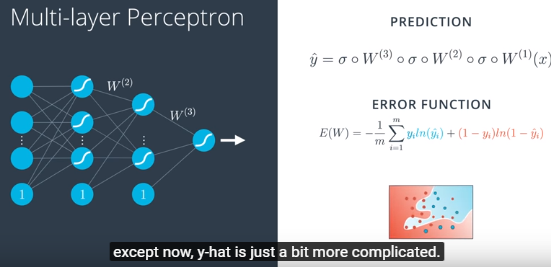 Multi-layer Perceptron
W^(2)
W^(3)
1 1 1
PREDICTION
ŷ = σ ∘ W^(3) ∘ σ ∘ W^(2) ∘ σ ∘ W^(1)(x)
ERROR FUNCTION
E(W) = −1/m ∑_{i=1}^{m} y_i ln(ŷ_i) + (1 − y_i)ln(1 − ŷ_i)
except now, y-hat is just a bit more complicated.